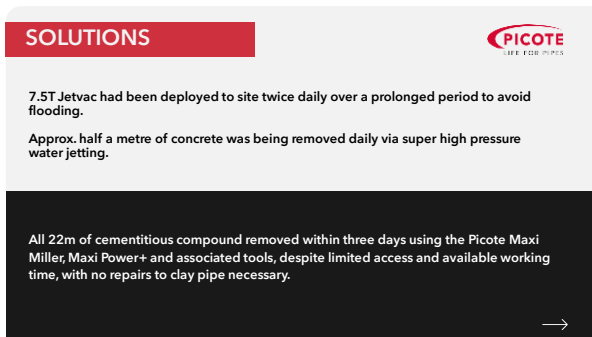 SOLUTIONS
PICOTE
LIFE FOR PIPES
7.5T Jetvac had been deployed to site twice daily over a prolonged period to avoid
flooding.
Approx. half a metre of concrete was being removed daily via super high pressure
water jetting.
All 22m of cementitious compound removed within three days using the Picote Maxi
Miller, Maxi Power+ and associated tools, despite limited access and available working
time, with no repairs to clay pipe necessary.